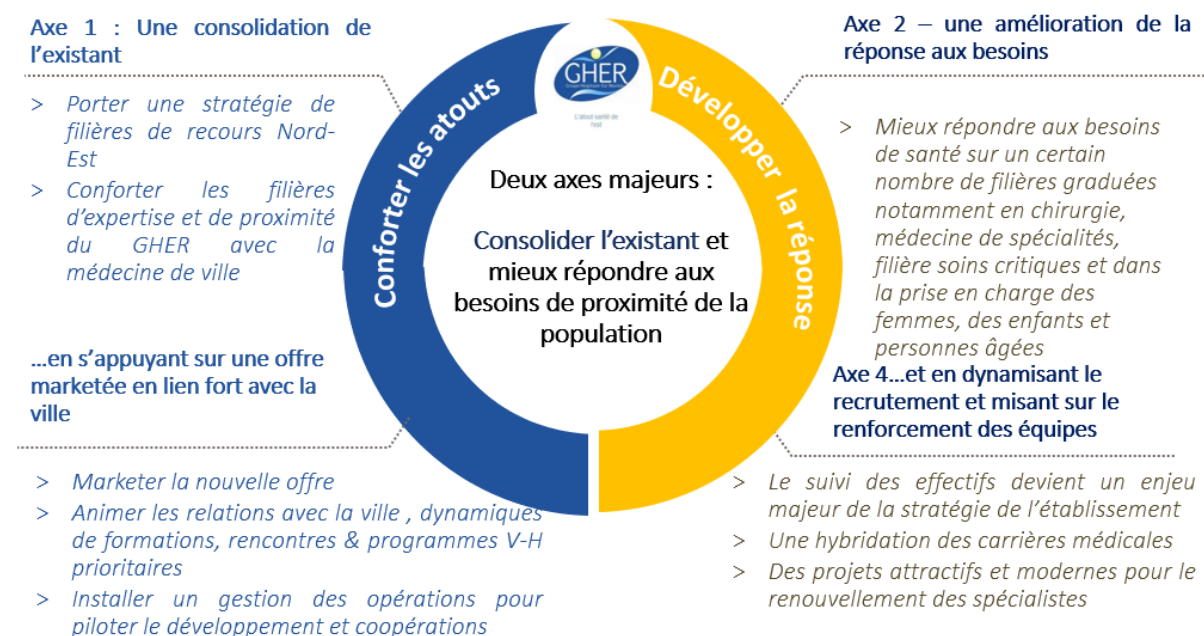 Axe 1 : Une consolidation de
l'existant
> Porter une stratégie de
filières de recours Nord-
Est
> Conforter les filières
d'expertise et de proximité
du GHER avec la
médecine de ville
Axe 2 – une amélioration de la
réponse aux besoins
> Mieux répondre aux besoins
de santé sur un certain
nombre de filières graduées
notamment en chirurgie,
médecine de spécialités,
filière soins critiques et dans
la prise en charge des
femmes, des enfants et
personnes âgées
GHER
L'atout santé de
l'est
Conforter les atouts
Développer la réponse
Deux axes majeurs :
Consolider l'existant et
mieux répondre aux
besoins de proximité de la
population
...en s'appuyant sur une offre
marketée en lien fort avec la
ville
> Marketer la nouvelle offre
> Animer les relations avec la ville , dynamiques
de formations, rencontres & programmes V-H
prioritaires
> Installer un gestion des opérations pour
piloter le développement et coopérations
Axe 4...et en dynamisant le
recrutement et misant sur le
renforcement des équipes
> Le suivi des effectifs devient un enjeu
majeur de la stratégie de l'établissement
> Une hybridation des carrières médicales
> Des projets attractifs et modernes pour le
renouvellement des spécialistes